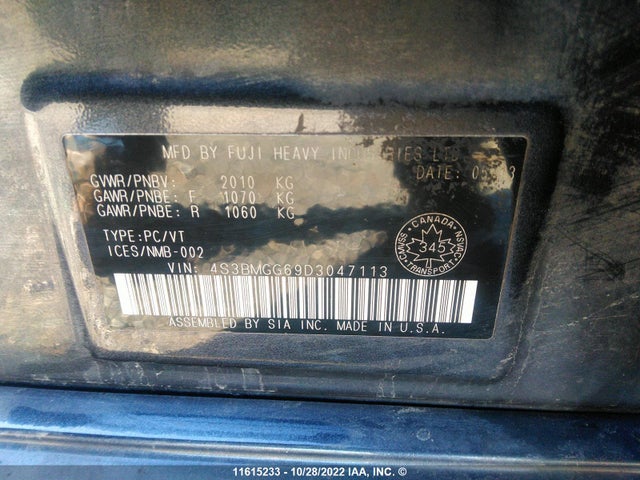 MFD BY FUJI HEAVY INDUSTRIES LTD.
DATE:
GVWR/PNBV: 2010 KG
GAWR/PNBE: F 1070 KG
GAWR/PNBE: R 1060 KG
TYPE:PC/VT
ICES/NMB-002
CANADA
345
TRANSPORT
VIN: 4S3BMGG69D3047113
ASSEMBLED BY SIA INC. MADE IN U.S.A.
11615233 - 10/28/2022 IAA, INC. ©